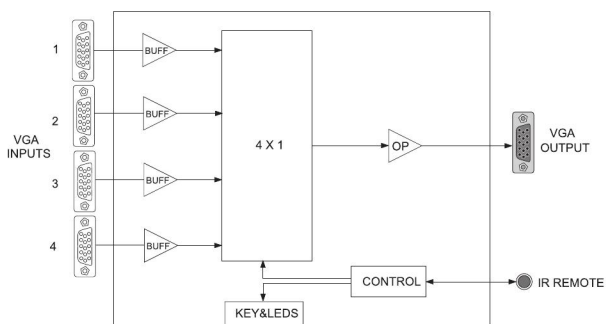 1
BUFF
2
BUFF
VGA
INPUTS
4 X 1
OP
VGA
OUTPUT
3
BUFF
4
BUFF
CONTROL
IR REMOTE
KEY&LEDS